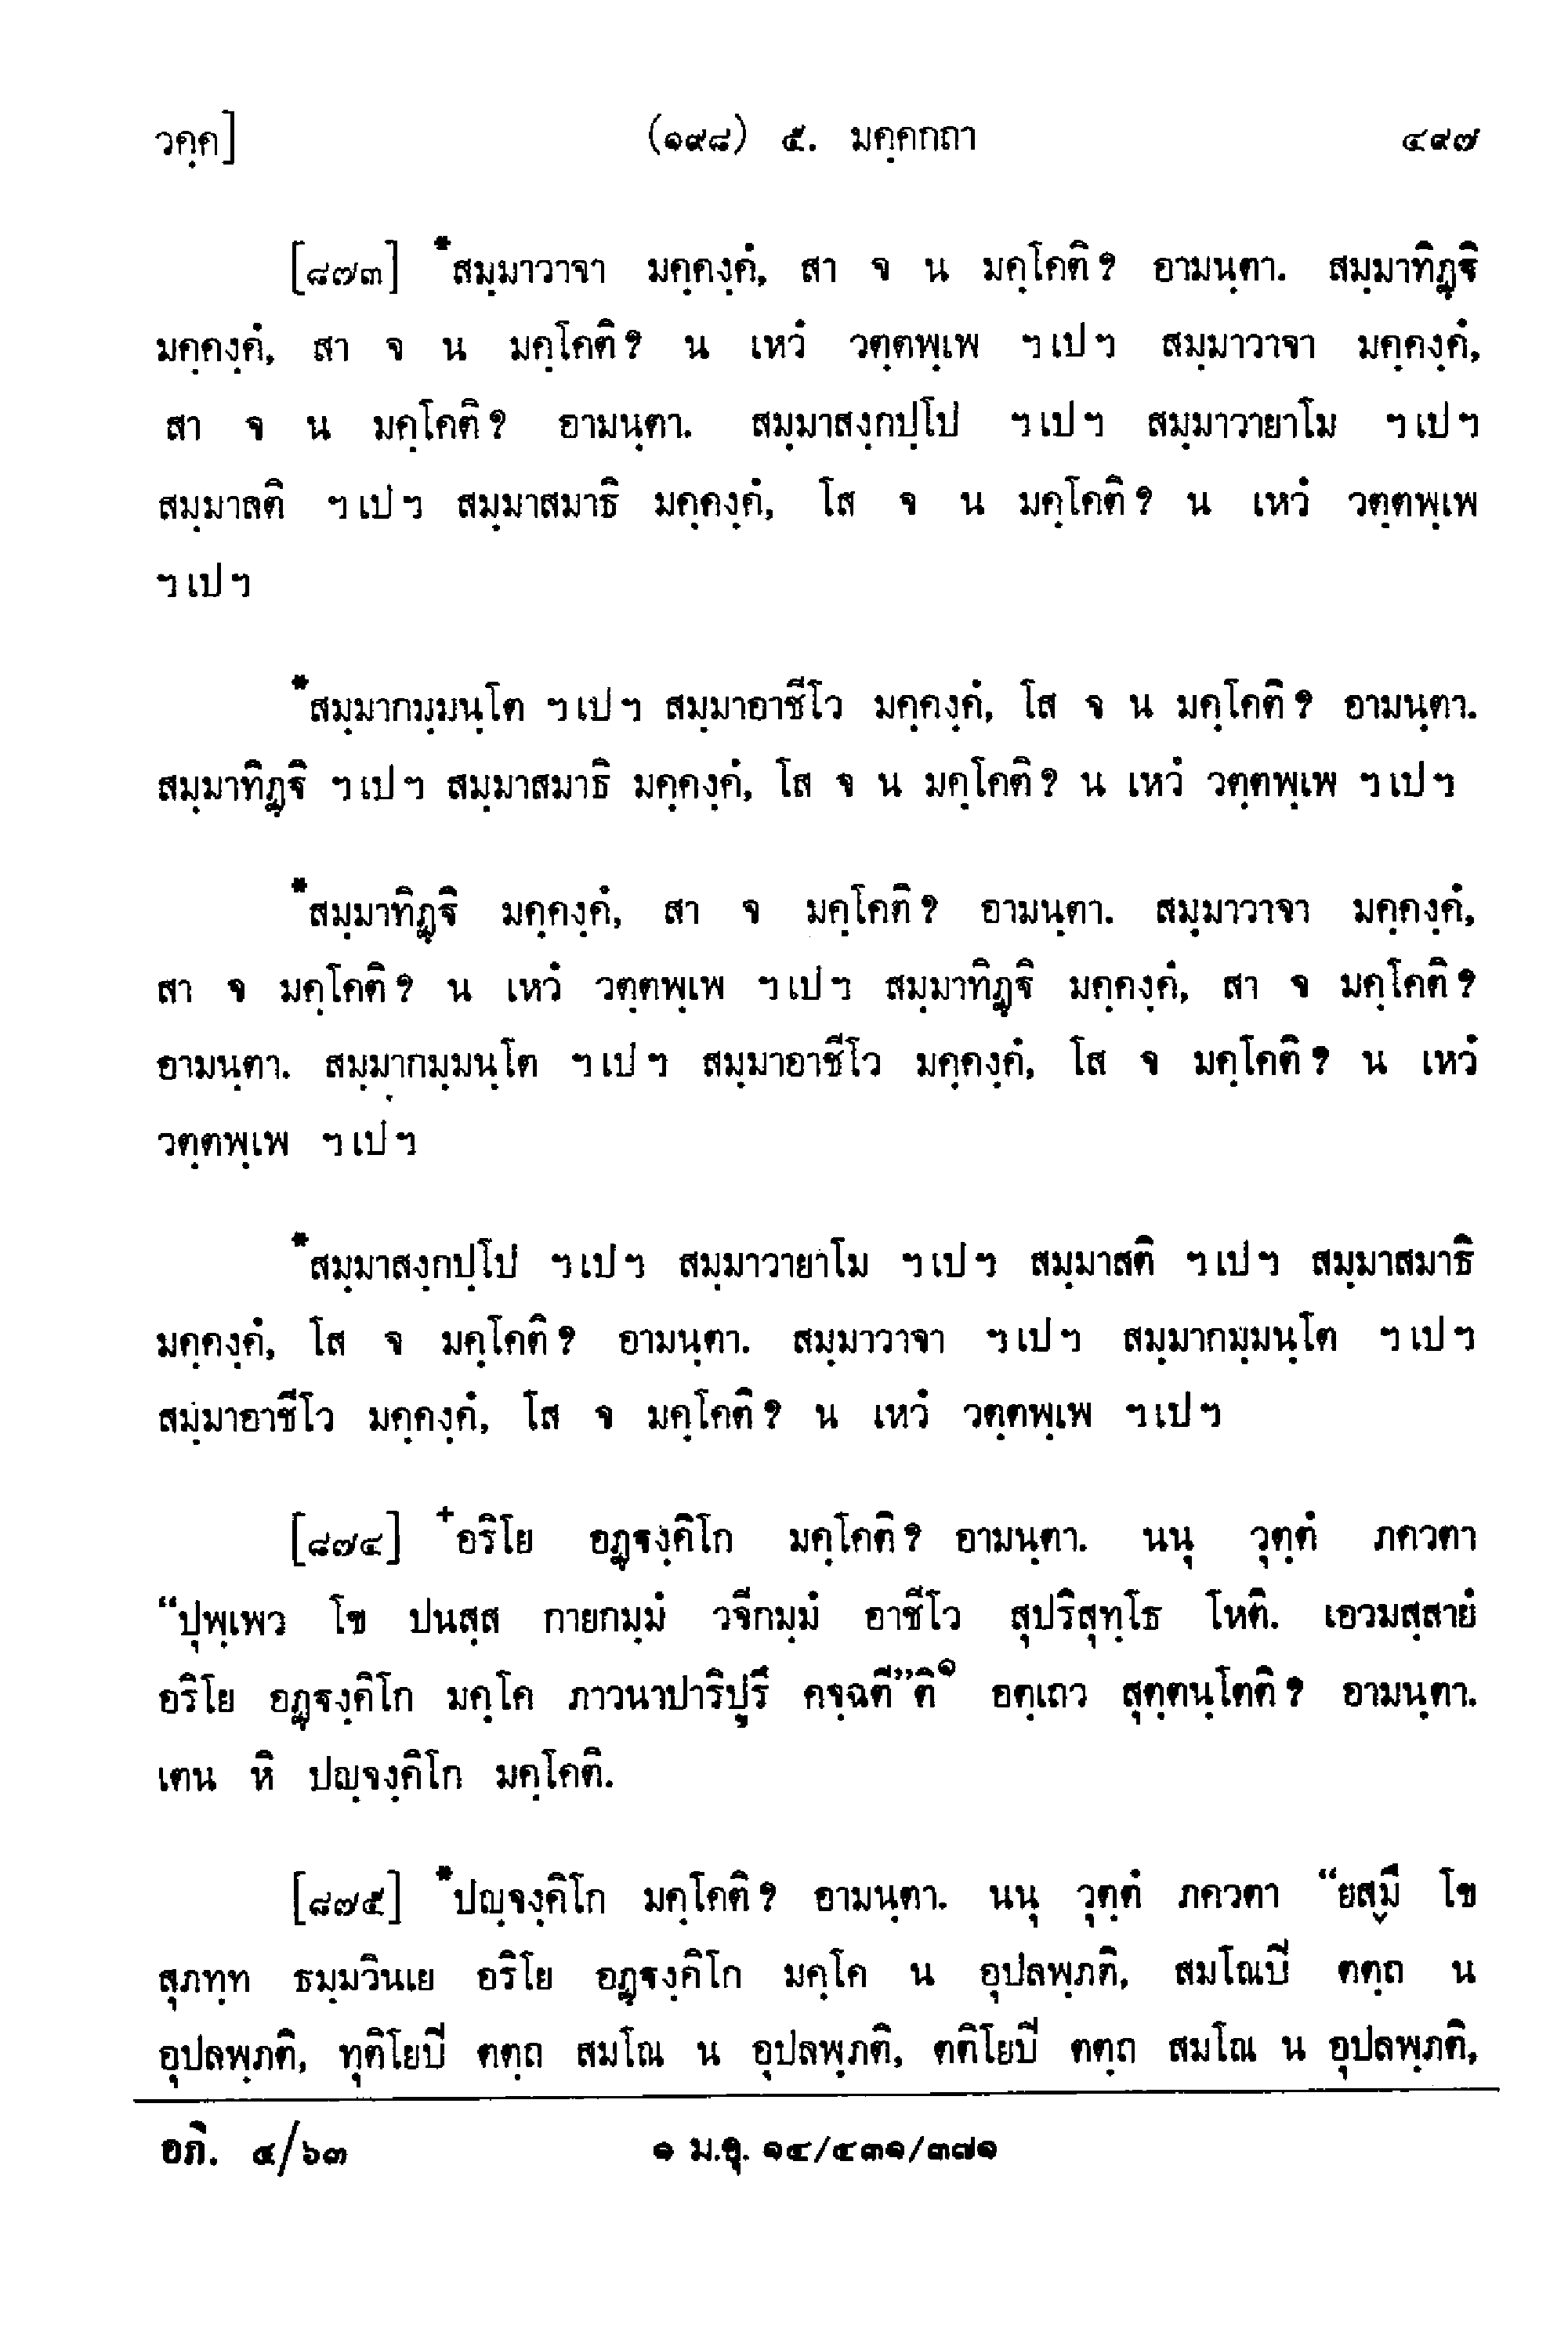 วคฺค] (๑๙๘) ๕. มคฺคกถา ๔๙๗
[๘๗๓] *สมฺมาวาจา มคฺคงฺคํ, สา จ น มคฺโคติ? อามนฺตา. สมฺมาทิฏฺฐิ
มคฺคงฺคํ, สา จ น มคฺโคติ? น เหวํ วตฺตพฺเพ ฯเปฯ สมฺมาวาจา มคฺคงฺคํ,
สา จ น มคฺโคติ? อามนฺตา. สมฺมาสงฺกปฺโป ฯเปฯ สมฺมาวายาโม ฯเปฯ
สมฺมาสติ ฯเปฯ สมฺมาสมาธิ มคฺคงฺคํ, โส จ น มคฺโคติ? น เหวํ วตฺตพฺเพ
ฯเปฯ
*สมฺมากมฺมนฺโต ฯเปฯ สมฺมาอาชีโว มคฺคงฺคํ, โส จ น มคฺโคติ? อามนฺตา.
สมฺมาทิฏฺฐิ ฯเปฯ สมฺมาสมาธิ มคฺคงฺคํ, โส จ น มคฺโคติ? น เหวํ วตฺตพฺเพ ฯเปฯ
*สมฺมาทิฏฺฐิ มคฺคงฺคํ, สา จ มคฺโคติ? อามนฺตา. สมฺมาวาจา มคฺคงฺคํ,
สา จ มคฺโคติ? น เหวํ วตฺตพฺเพ ฯเปฯ สมฺมาทิฏฺฐิ มคฺคงฺคํ, สา จ มคฺโคติ?
อามนฺตา. สมฺมากมฺมนฺโต ฯเปฯ สมฺมาอาชีโว มคฺคงฺคํ, โส จ มคฺโคติ? น เหวํ
วตฺตพฺเพ ฯเปฯ
*สมฺมาสงฺกปฺโป ฯเปฯ สมฺมาวายาโม ฯเปฯ สมฺมาสติ ฯเปฯ สมฺมาสมาธิ
มคฺคงฺคํ, โส จ มคฺโคติ? อามนฺตา. สมฺมาวาจา ฯเปฯ สมฺมากมฺมนฺโต ฯเปฯ
สมฺมาอาชีโว มคฺคงฺคํ, โส จ มคฺโคติ? น เหวํ วตฺตพฺเพ ฯเปฯ
[๘๗๔] +อริโย อฏฺฐงฺคิโก มคฺโคติ? อามนฺตา. นนุ วุตฺตํ ภควตา
“ปุพฺเพว โข ปนสฺส กายกมฺมํ วจีกมฺมํ อาชีโว สุปริสุทฺโธ โหติ. เอวมสฺสายํ
อริโย อฏฺฐงฺคิโก มคฺโค ภาวนาปาริปูรึ คจฺฉตี”ติ๑ อตฺเถว สุตฺตนฺโตติ? อามนฺตา.
เตน หิ ปญฺจงฺคิโก มคฺโคติ.
[๘๗๕] *ปญฺจงฺคิโก มคฺโคติ? อามนฺตา. นนุ วุตฺตํ ภควตา “ยสฺมึ โข
สุภทฺท ธมฺมวินเย อริโย อฏฺฐงฺคิโก มคฺโค น อุปลพฺภติ, สมโณปิ ตตฺถ น
อุปลพฺภติ, ทุติโยปิ ตตฺถ สมโณ น อุปลพฺภติ, ตติโยปิ ตตฺถ สมโณ น อุปลพฺภติ,
อภิ. ๔/๖๓ ๑ ม.อุ. ๑๔/๔๓๑/๓๗๑